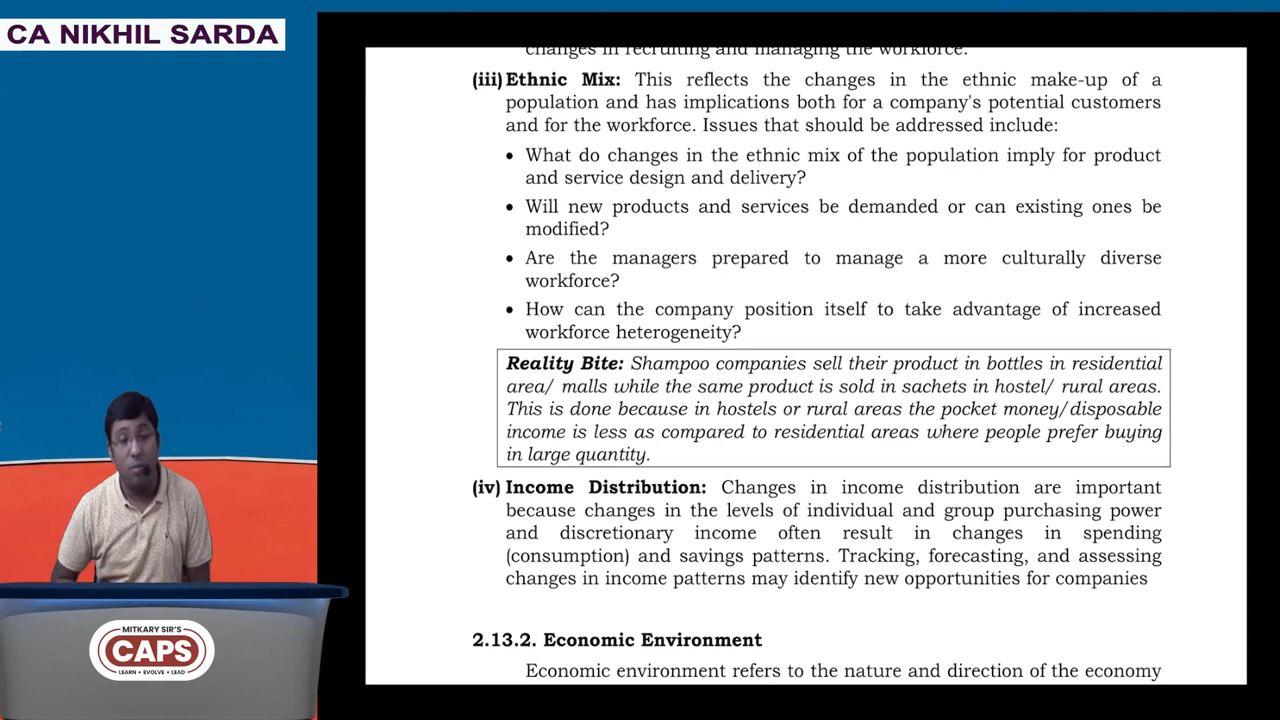 CA NIKHIL SARDA
changes in recruiting and managing the workforce.
(iii) Ethnic Mix: This reflects the changes in the ethnic make-up of a
population and has implications both for a company's potential customers
and for the workforce. Issues that should be addressed include:
• What do changes in the ethnic mix of the population imply for product
and service design and delivery?
• Will new products and services be demanded or can existing ones be
modified?
• Are the managers prepared to manage a more culturally diverse
workforce?
• How can the company position itself to take advantage of increased
workforce heterogeneity?
Reality Bite: Shampoo companies sell their product in bottles in residential
area/ malls while the same product is sold in sachets in hostel/ rural areas.
This is done because in hostels or rural areas the pocket money/disposable
income is less as compared to residential areas where people prefer buying
in large quantity.
(iv) Income Distribution: Changes in income distribution are important
because changes in the levels of individual and group purchasing power
and discretionary income often result in changes in spending
(consumption) and savings patterns. Tracking, forecasting, and assessing
changes in income patterns may identify new opportunities for companies
2.13.2. Economic Environment
Economic environment refers to the nature and direction of the economy
MITKARY SIR'S
CAPS
LEARN • EVOLVE • LEAD